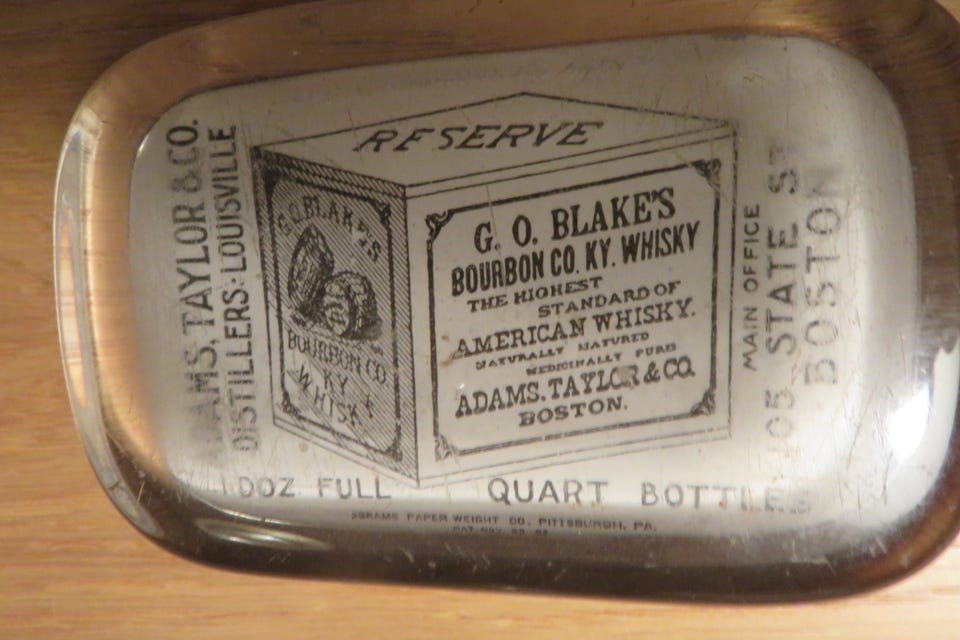 ADAMS, TAYLOR & CO.
DISTILLERS: LOUISVILLE
RESERVE
G.O. BLAKE'S
BOURBON CO.
KY.
WHISKY
G. O. BLAKE'S
BOURBON CO. KY. WHISKY
THE HIGHEST
STANDARD OF
AMERICAN WHISKY.
NATURALLY MATURED
MEDICINALLY PURE
ADAMS. TAYLOR & CO.
BOSTON.
MAIN OFFICE
105 STATE ST
BOSTON
1 DOZ. FULL QUART BOTTLES
ABRAMS PAPER WEIGHT CO. PITTSBURGH, PA.